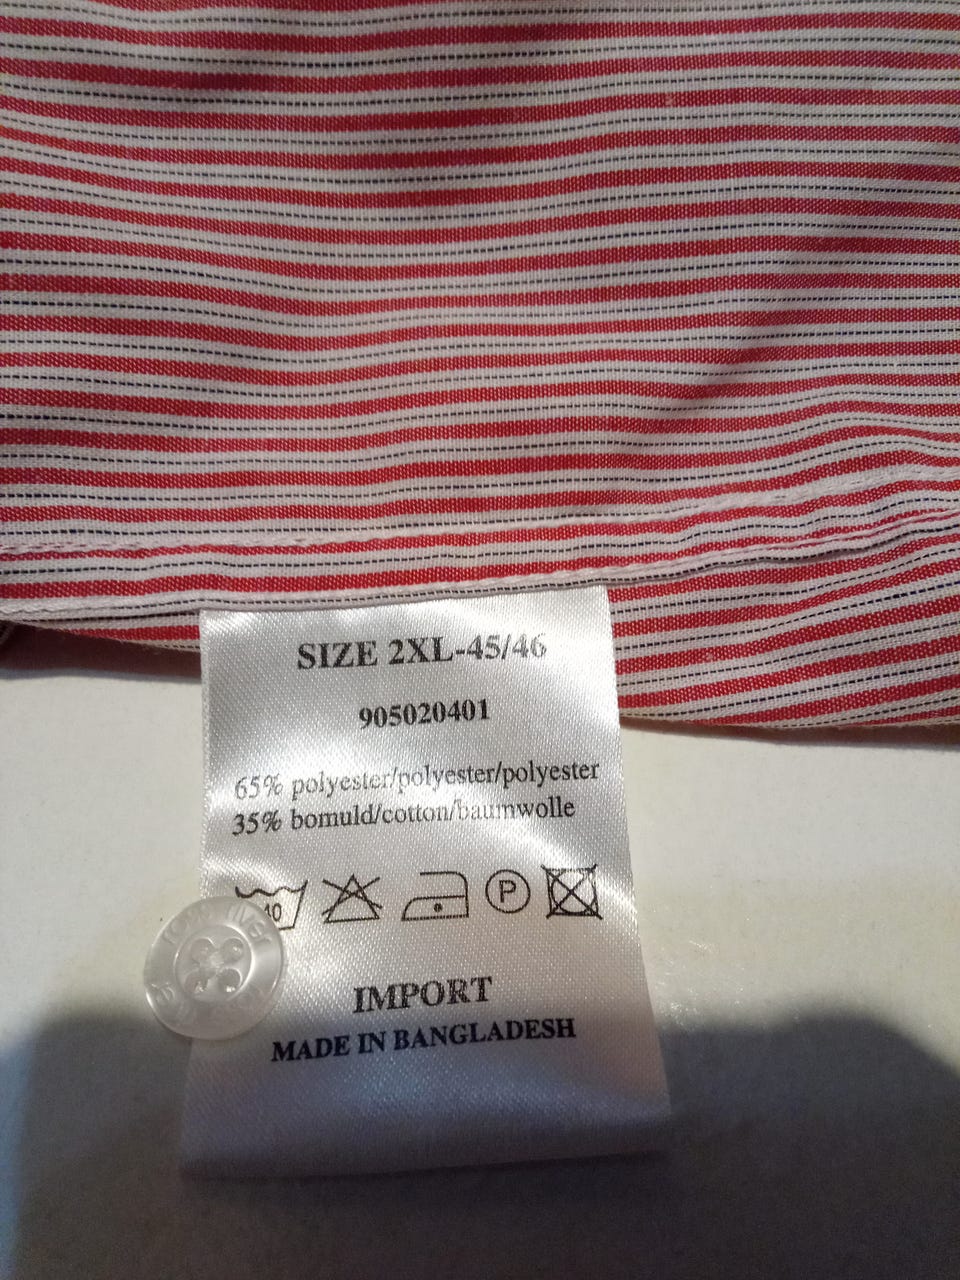 SIZE 2XL-45/46
905020401
65% polyester/polyester/polyester
35% bomuld/cotton/baumwolle
40
P
IMPORT
MADE IN BANGLADESH